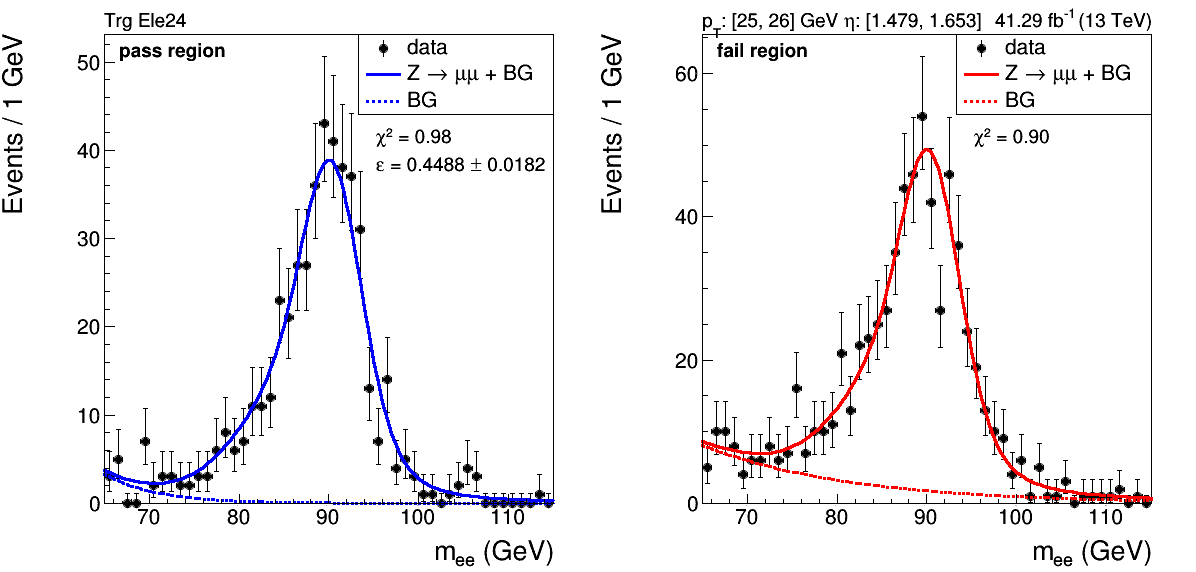 Trg Ele24
pass region
data
Z → μμ + BG
BG
χ² = 0.98
ε = 0.4488 ± 0.0182
Events / 1 GeV
50
40
30
20
10
0
70 80 90 100 110
m_ee (GeV)
p_T: [25, 26] GeV η: [1.479, 1.653] 41.29 fb⁻¹ (13 TeV)
fail region
data
Z → μμ + BG
BG
χ² = 0.90
Events / 1 GeV
60
40
20
0
70 80 90 100 110
m_ee (GeV)